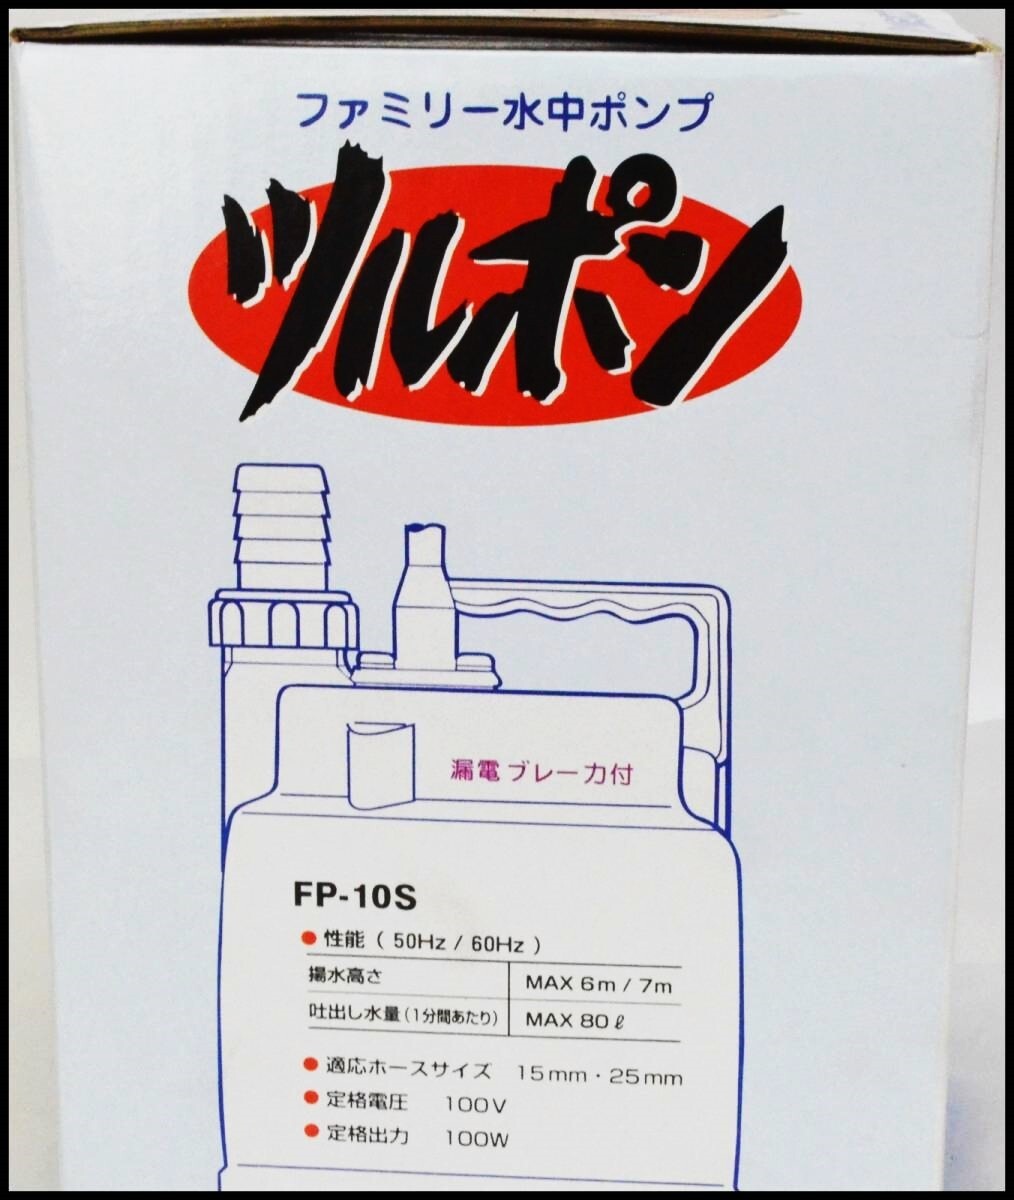 ファミリー水中ポンプ
ツルポン
漏電ブレーカ付
FP-10S
● 性能 ( 50Hz / 60Hz )
揚水高さ MAX 6m / 7m
吐出し水量(1分間あたり) MAX 80ℓ
● 適応ホースサイズ 15mm・25mm
● 定格電圧 100V
● 定格出力 100W